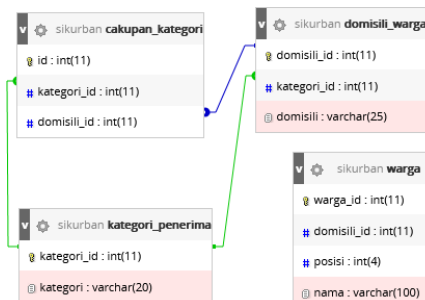 v sikurban cakupan_kategori
id : int(11)
# kategori_id : int(11)
# domisili_id : int(11)
v sikurban domisili_warga
domisili_id : int(11)
# kategori_id : int(11)
domisili : varchar(25)
v sikurban warga
warga_id : int(11)
# domisili_id : int(11)
# posisi : int(4)
nama : varchar(100)
v sikurban kategori_penerima
kategori_id : int(11)
kategori : varchar(20)